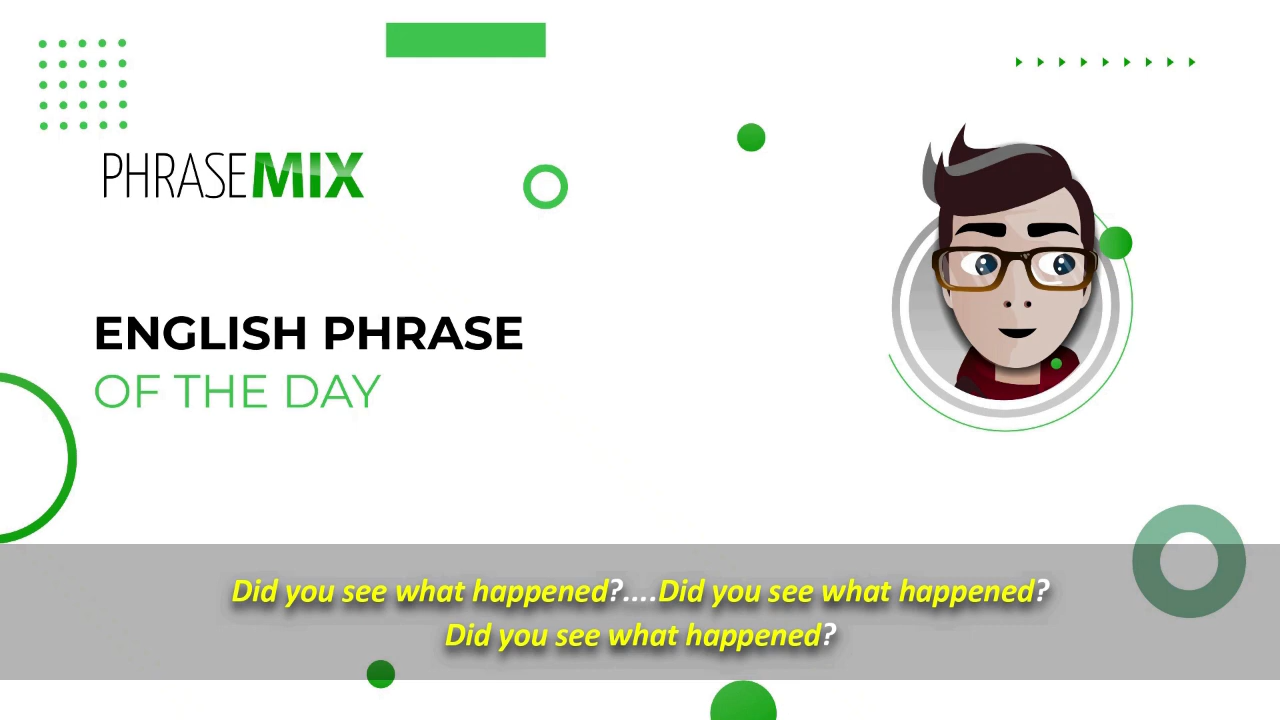 PHRASEMIX
ENGLISH PHRASE
OF THE DAY
Did you see what happened?....Did you see what happened?
Did you see what happened?